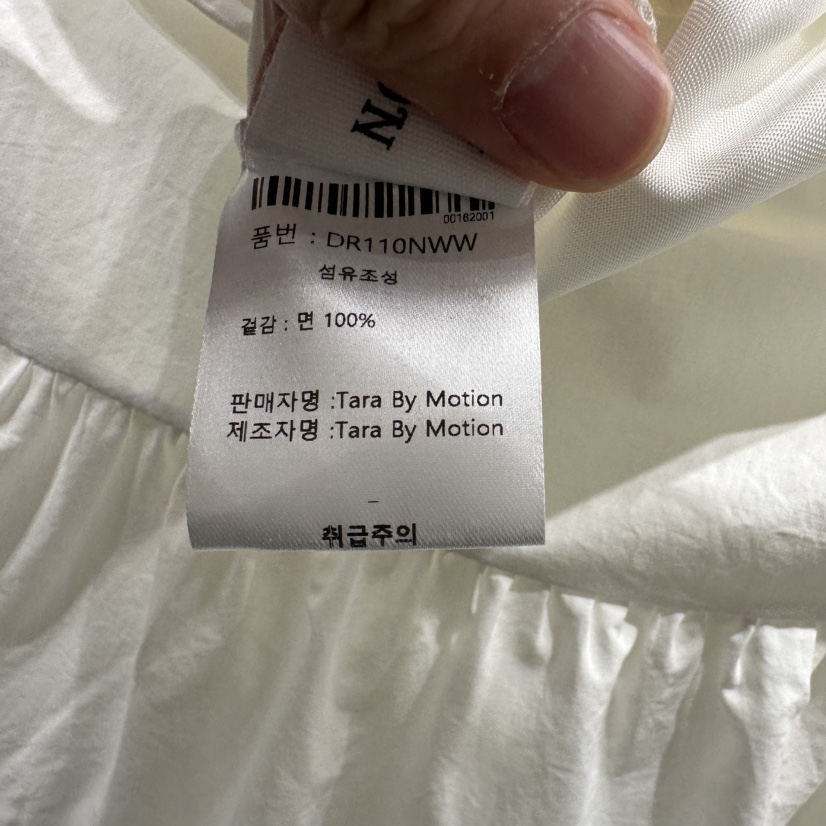 00162001
품번 : DR110NWW
섬유조성
겉감 : 면 100%
판매자명 :Tara By Motion
제조자명 :Tara By Motion
-
취급주의